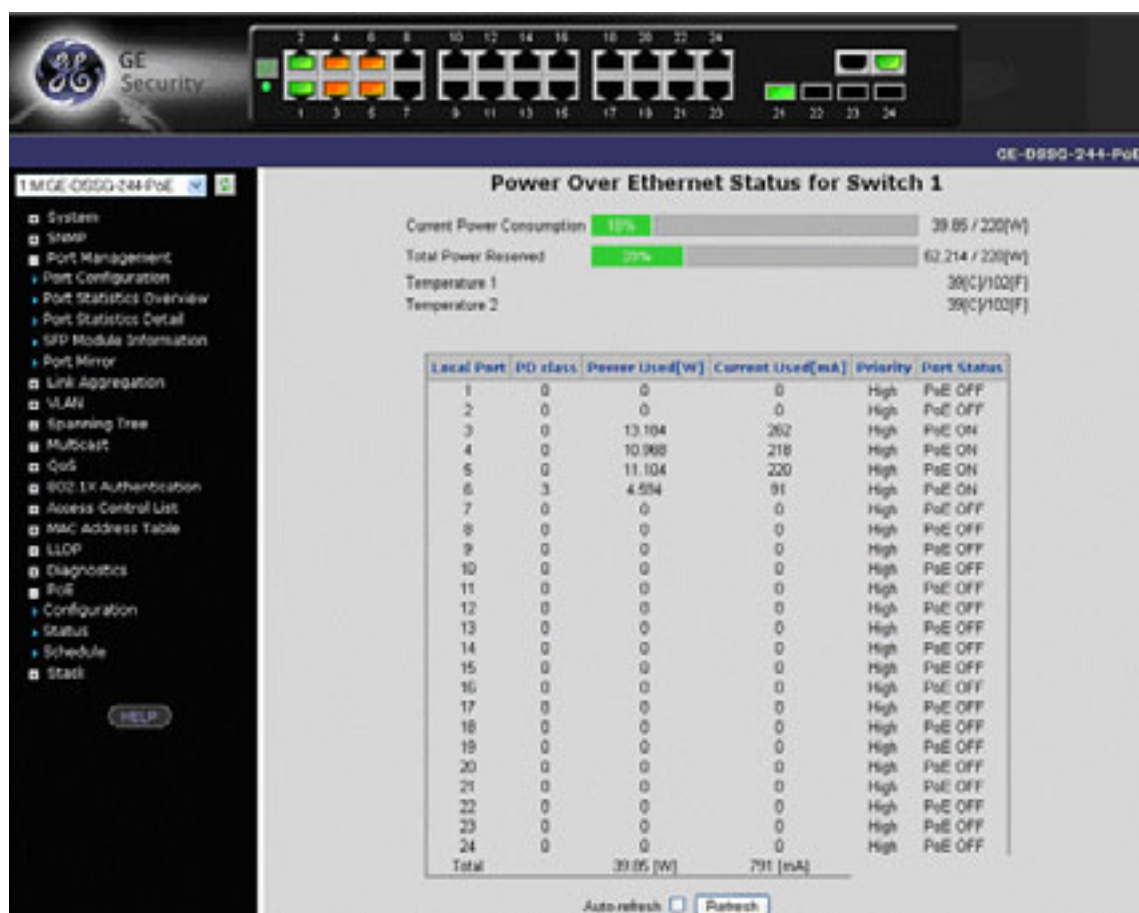 GE
Security
2 4 6 8 10 12 14 16 18 20 22 24
1 3 5 7 9 11 13 15 17 19 21 23 21 22 23 24
GE-DSSG-244-PoE
1:M GE-DSSG-244-PoE
System
SNMP
Port Management
Port Configuration
Port Statistics Overview
Port Statistics Detail
SFP Module Information
Port Mirror
Link Aggregation
VLAN
Spanning Tree
Multicast
QoS
802.1X Authentication
Access Control List
MAC Address Table
LLDP
Diagnostics
PoE
Configuration
Status
Schedule
Stack
HELP
Power Over Ethernet Status for Switch 1
Current Power Consumption 18% 39.85 / 220[W]
Total Power Reserved 28% 62.214 / 220[W]
Temperature 1 39[C]/102[F]
Temperature 2 39[C]/102[F]
Local Port PD class Power Used[W] Current Used[mA] Priority Port Status
1 0 0 0 High PoE OFF
2 0 0 0 High PoE OFF
3 0 13.184 262 High PoE ON
4 0 10.968 218 High PoE ON
5 0 11.104 220 High PoE ON
6 3 4.594 91 High PoE ON
7 0 0 0 High PoE OFF
8 0 0 0 High PoE OFF
9 0 0 0 High PoE OFF
10 0 0 0 High PoE OFF
11 0 0 0 High PoE OFF
12 0 0 0 High PoE OFF
13 0 0 0 High PoE OFF
14 0 0 0 High PoE OFF
15 0 0 0 High PoE OFF
16 0 0 0 High PoE OFF
17 0 0 0 High PoE OFF
18 0 0 0 High PoE OFF
19 0 0 0 High PoE OFF
20 0 0 0 High PoE OFF
21 0 0 0 High PoE OFF
22 0 0 0 High PoE OFF
23 0 0 0 High PoE OFF
24 0 0 0 High PoE OFF
Total 39.85 [W] 791 [mA]
Auto-refresh Refresh